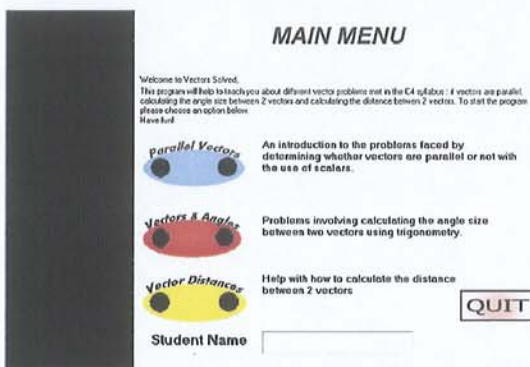 MAIN MENU
Welcome to Vectors Solved,
This program will help to teach you about different vector problems met in the C4 syllabus : if vectors are parallel,
calculating the angle size between 2 vectors and calculating the distance between 2 vectors. To start the program
please choose an option below.
Have fun!
Parallel Vectors
An introduction to the problems faced by
determining whether vectors are parallel or not with
the use of scalars.
Vectors & Angles
Problems involving calculating the angle size
between two vectors using trigonometry.
Vector Distances
Help with how to calculate the distance
between 2 vectors
QUIT
Student Name